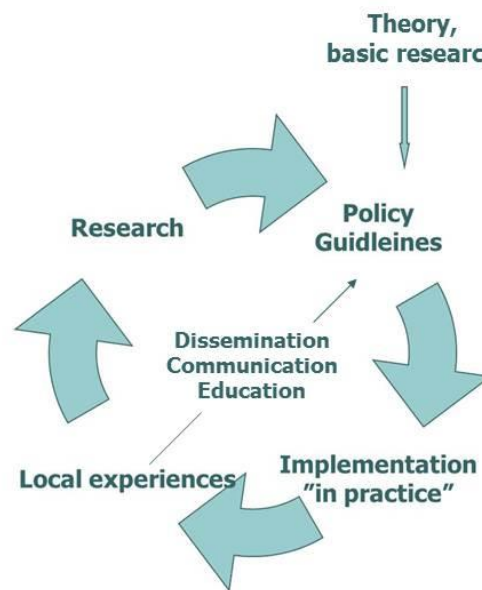 Theory,
basic researc
Research
Policy
Guidleines
Dissemination
Communication
Education
Local experiences
Implementation
”in practice”